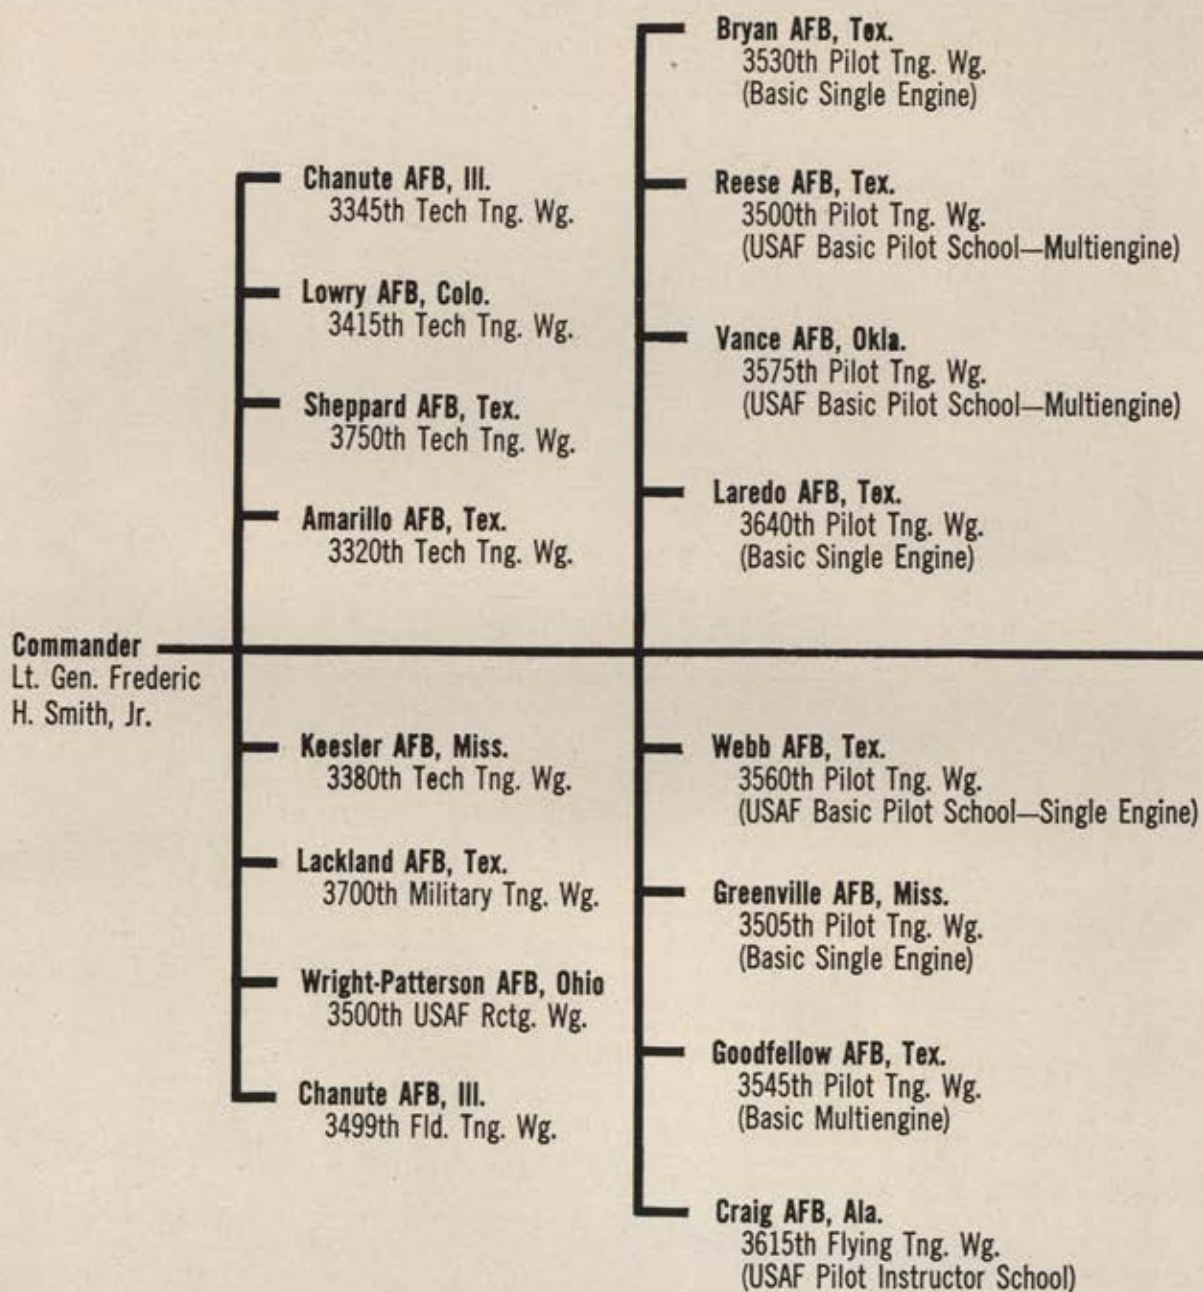 Commander
Lt. Gen. Frederic
H. Smith, Jr.
Chanute AFB, Ill.
3345th Tech Tng. Wg.
Lowry AFB, Colo.
3415th Tech Tng. Wg.
Sheppard AFB, Tex.
3750th Tech Tng. Wg.
Amarillo AFB, Tex.
3320th Tech Tng. Wg.
Keesler AFB, Miss.
3380th Tech Tng. Wg.
Lackland AFB, Tex.
3700th Military Tng. Wg.
Wright-Patterson AFB, Ohio
3500th USAF Rctg. Wg.
Chanute AFB, Ill.
3499th Fld. Tng. Wg.
Bryan AFB, Tex.
3530th Pilot Tng. Wg.
(Basic Single Engine)
Reese AFB, Tex.
3500th Pilot Tng. Wg.
(USAF Basic Pilot School—Multiengine)
Vance AFB, Okla.
3575th Pilot Tng. Wg.
(USAF Basic Pilot School—Multiengine)
Laredo AFB, Tex.
3640th Pilot Tng. Wg.
(Basic Single Engine)
Webb AFB, Tex.
3560th Pilot Tng. Wg.
(USAF Basic Pilot School—Single Engine)
Greenville AFB, Miss.
3505th Pilot Tng. Wg.
(Basic Single Engine)
Goodfellow AFB, Tex.
3545th Pilot Tng. Wg.
(Basic Multiengine)
Craig AFB, Ala.
3615th Flying Tng. Wg.
(USAF Pilot Instructor School)